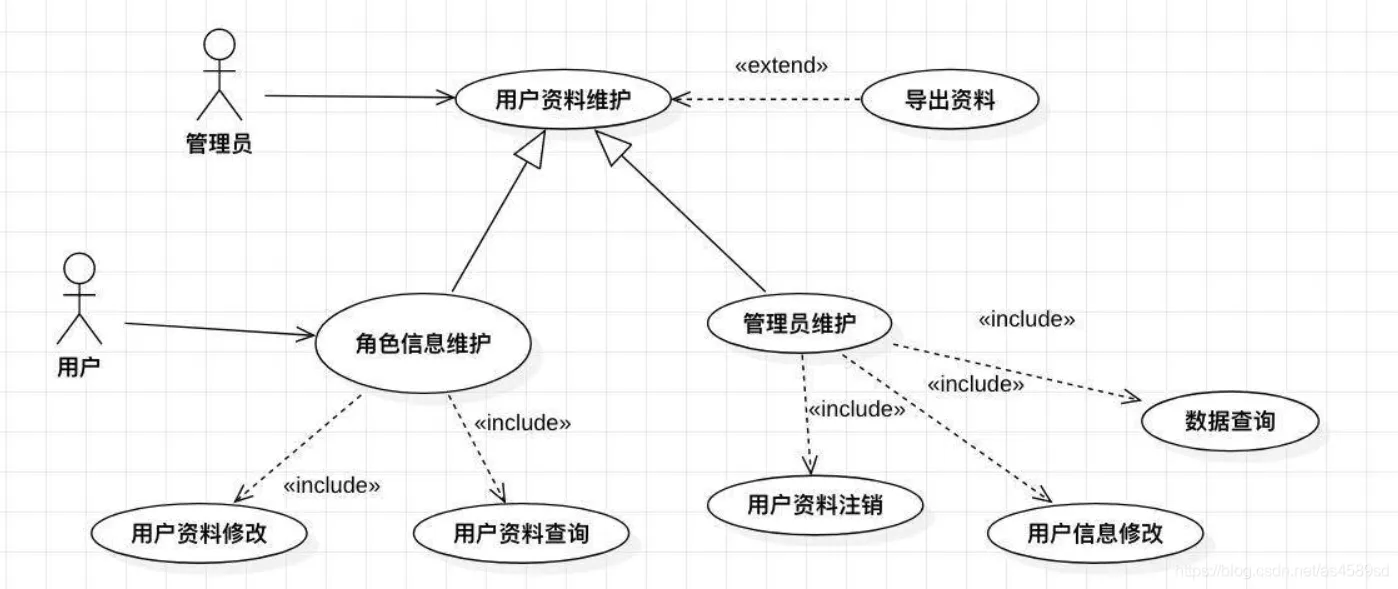 «extend»
用户资料维护
导出资料
管理员
«include»
角色信息维护
管理员维护
用户
«include»
«include»
«include»
数据查询
«include»
用户资料修改
用户资料查询
用户资料注销
用户信息修改
https://blog.csdn.net/as4589sd